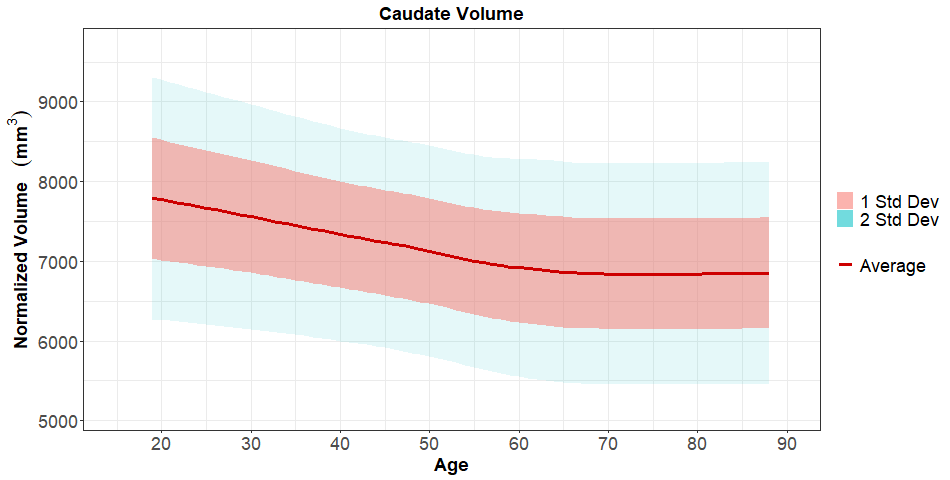 Caudate Volume
Normalized Volume (mm³)
9000
8000
7000
6000
5000
20 30 40 50 60 70 80 90
Age
1 Std Dev
2 Std Dev
Average